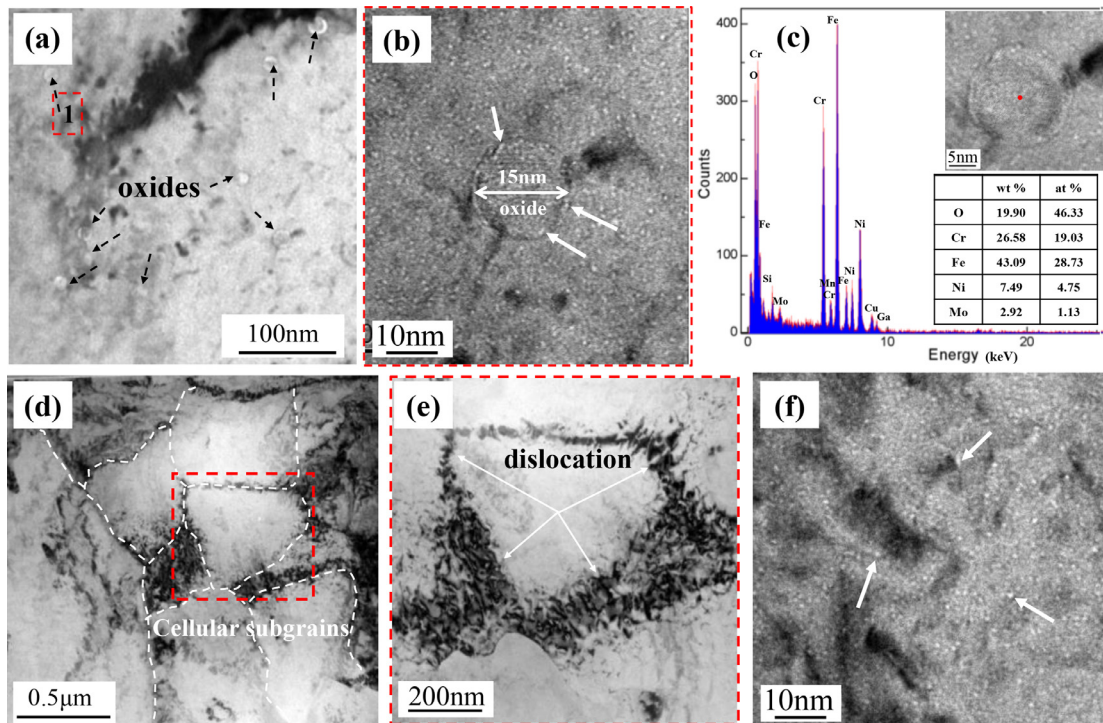 (a)
1
oxides
100nm
(b)
15nm
oxide
10nm
(c)
Counts
400
300
200
100
0
Cr
O
Fe
Si
Mo
Fe
Cr
Mn
Cr
Fe
Ni
Ni
Cu
Ga
0
10
20
Energy (keV)
5nm
wt % at %
O 19.90 46.33
Cr 26.58 19.03
Fe 43.09 28.73
Ni 7.49 4.75
Mo 2.92 1.13
(d)
Cellular subgrains
0.5μm
(e)
dislocation
200nm
(f)
10nm